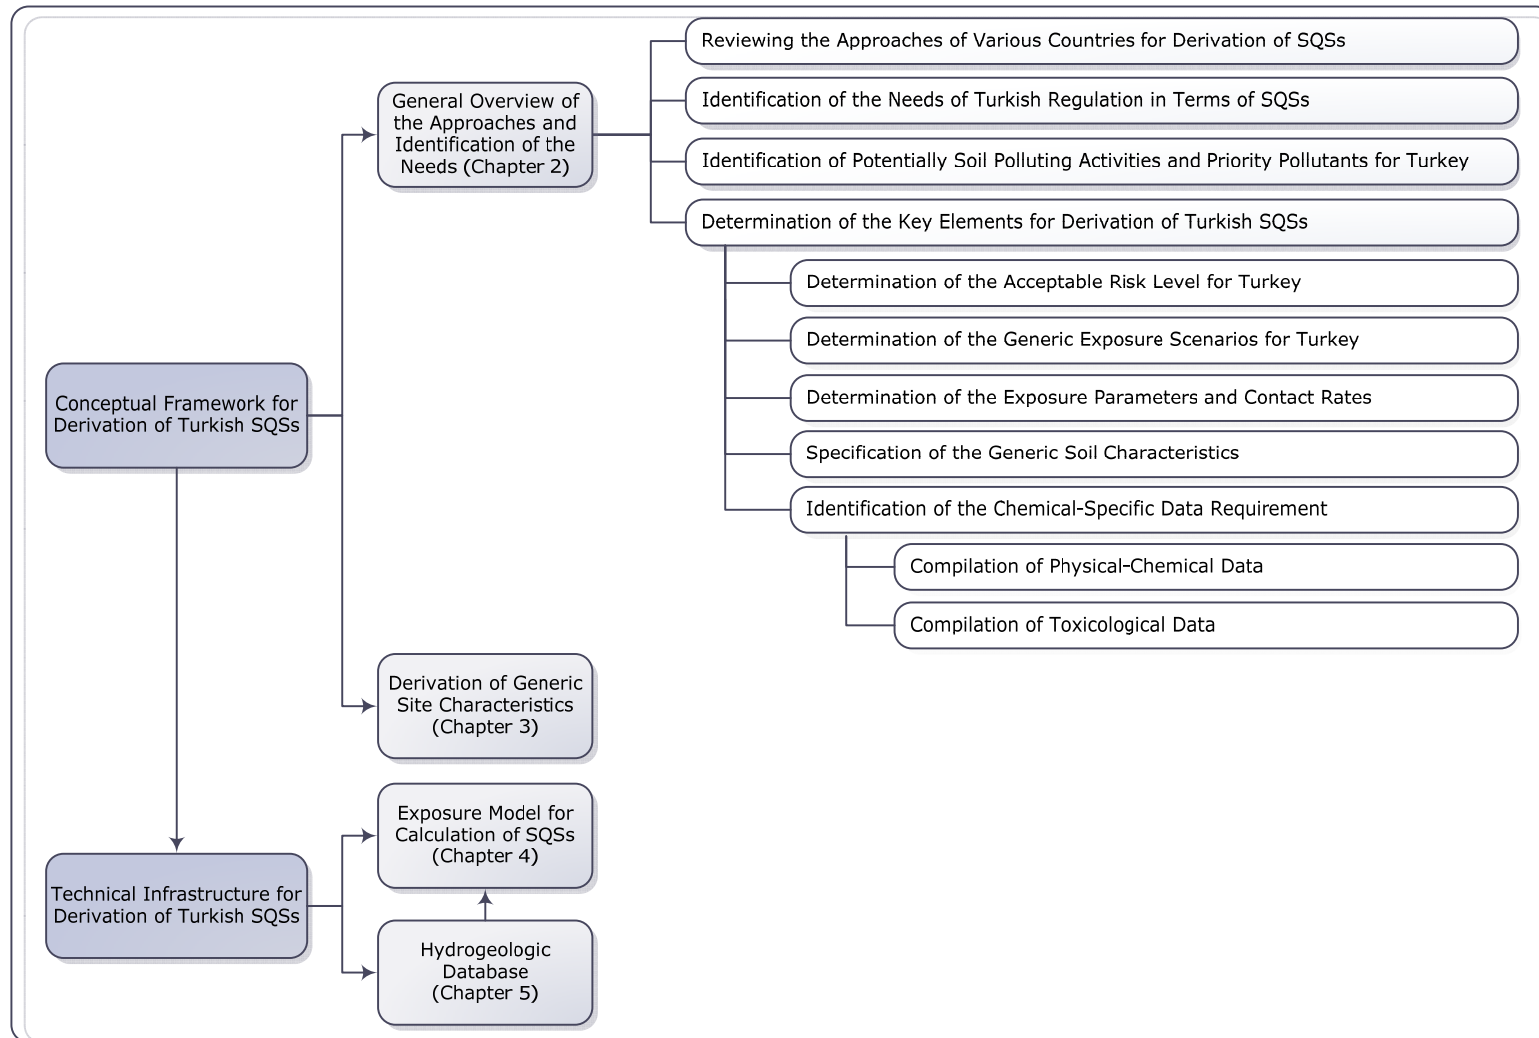 Reviewing the Approaches of Various Countries for Derivation of SQSs
General Overview of
the Approaches and
Identification of the
Needs (Chapter 2)
Identification of the Needs of Turkish Regulation in Terms of SQSs
Identification of Potentially Soil Polluting Activities and Priority Pollutants for Turkey
Determination of the Key Elements for Derivation of Turkish SQSs
Determination of the Acceptable Risk Level for Turkey
Determination of the Generic Exposure Scenarios for Turkey
Determination of the Exposure Parameters and Contact Rates
Specification of the Generic Soil Characteristics
Identification of the Chemical-Specific Data Requirement
Compilation of Physical-Chemical Data
Compilation of Toxicological Data
Conceptual Framework for
Derivation of Turkish SQSs
Derivation of Generic
Site Characteristics
(Chapter 3)
Technical Infrastructure for
Derivation of Turkish SQSs
Exposure Model for
Calculation of SQSs
(Chapter 4)
Hydrogeologic
Database
(Chapter 5)